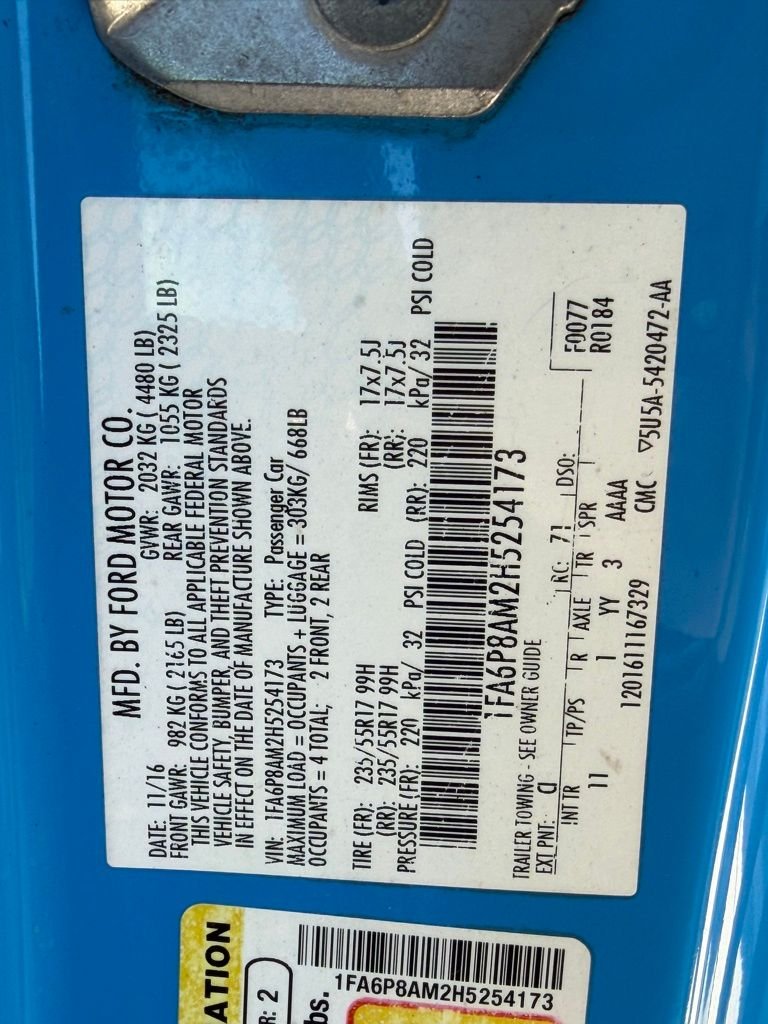 MFD. BY FORD MOTOR CO.
DATE: 11/16 GVWR: 2032 KG ( 4480 LB)
FRONT GAWR: 982 KG ( 2165 LB) REAR GAWR: 1055 KG ( 2325 LB)
THIS VEHICLE CONFORMS TO ALL APPLICABLE FEDERAL MOTOR
VEHICLE SAFETY, BUMPER, AND THEFT PREVENTION STANDARDS
IN EFFECT ON THE DATE OF MANUFACTURE SHOWN ABOVE.
VIN: 1FA6P8AM2H5254173 TYPE: Passenger Car
MAXIMUM LOAD = OCCUPANTS + LUGGAGE = 303KG/ 668LB
OCCUPANTS = 4 TOTAL; 2 FRONT, 2 REAR
TIRE (FR): 235/55R17 99H RIMS (FR): 17x7.5J
(RR): 235/55R17 99H (RR): 17x7.5J
PRESSURE (FR): 220 kPa/ 32 PSI COLD (RR): 220 kPa/ 32 PSI COLD
1FA6P8AM2H5254173
TRAILER TOWING - SEE OWNER GUIDE
EXT PNT: CI RC: 71 DSO: F0077
INT TR TP/PS R AXLE TR SPR R0184
11 1 YY 3 AAAA
1201611167329 CMC ▽5U5A-5420472-AA
ATION
R: 2
bs.
1FA6P8AM2H5254173